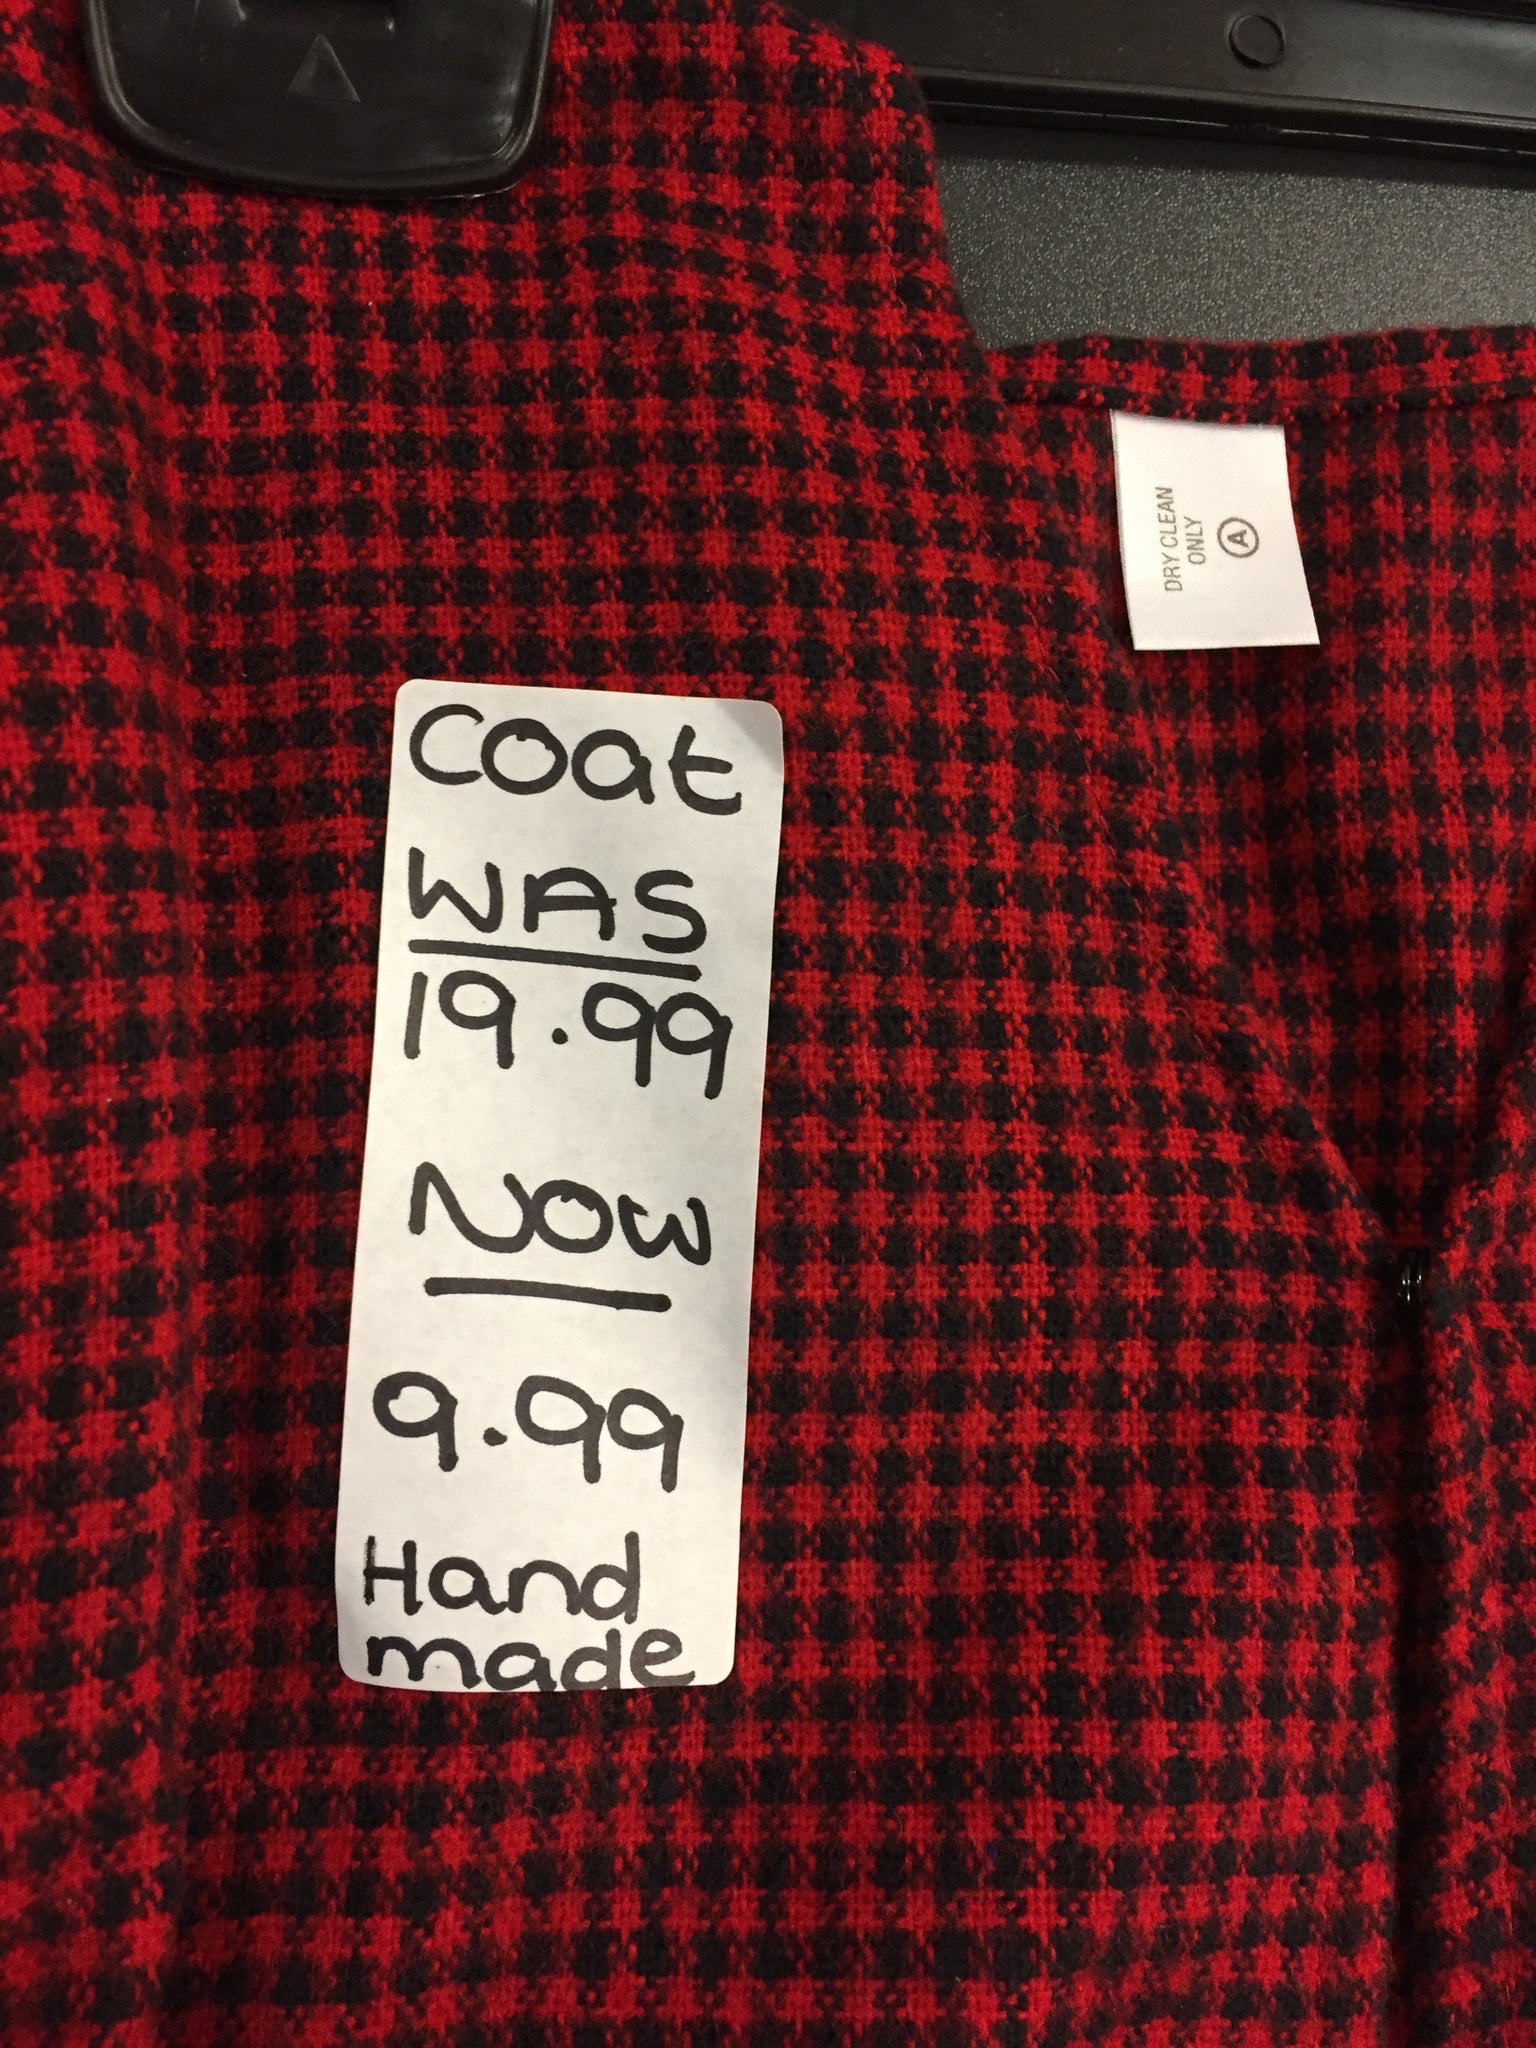 Coat
WAS
19.99
NOW
9.99
Hand
made
DRY CLEAN
ONLY
A